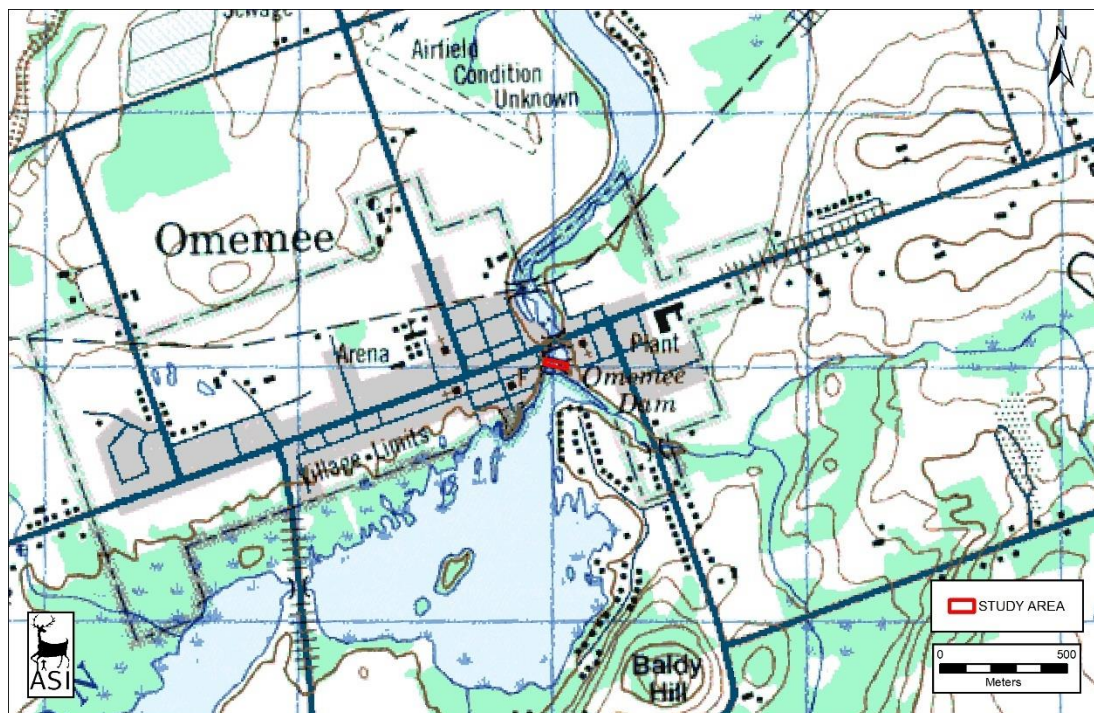 Sewage
Airfield
Condition
Unknown
N
Omemee
Arena
Plant
F
Omemee
Dam
Village Limits
Baldy
Hill
STUDY AREA
0 500
Meters
ASI